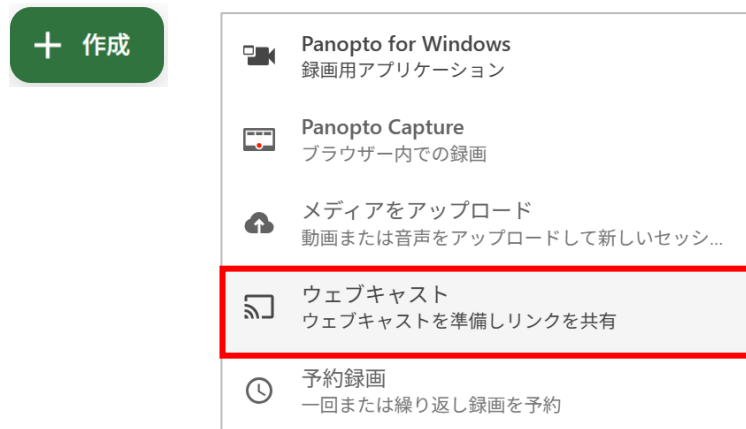 + 作成
Panopto for Windows
録画用アプリケーション
Panopto Capture
ブラウザー内での録画
メディアをアップロード
動画または音声をアップロードして新しいセッシ...
ウェブキャスト
ウェブキャストを準備しリンクを共有
予約録画
一回または繰り返し録画を予約